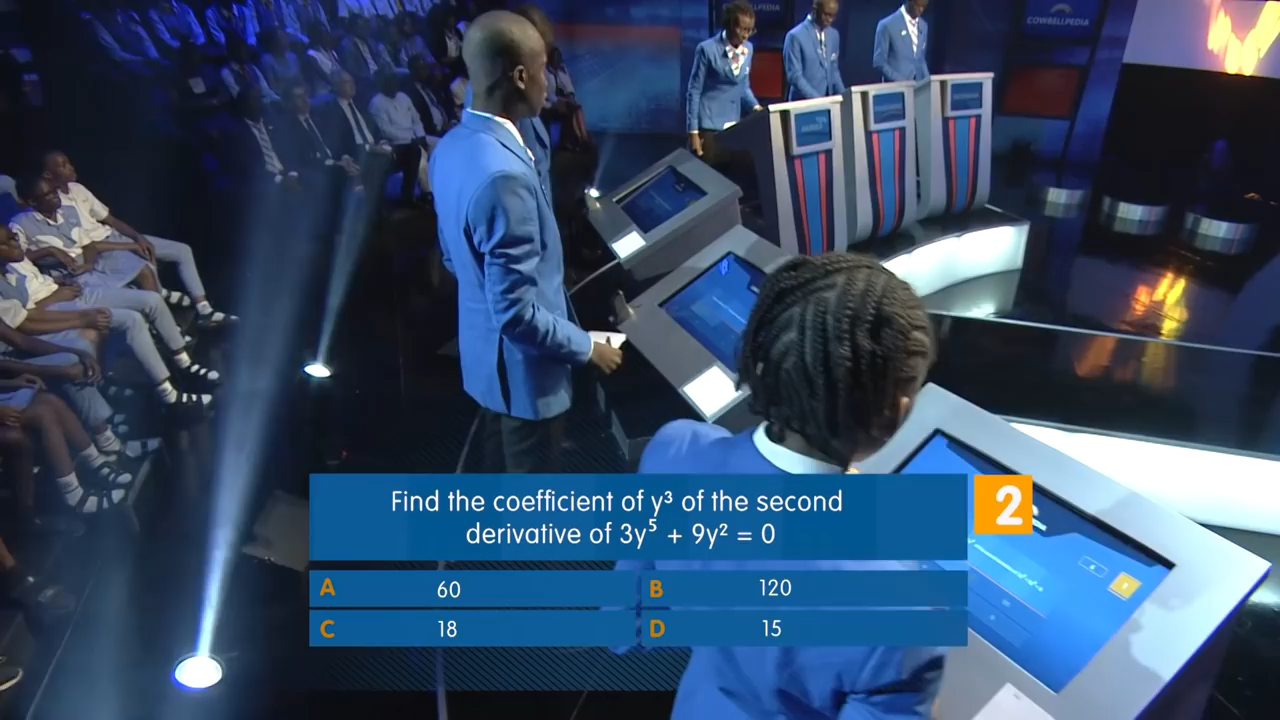 COWBELLPEDIA
Find the coefficient of y³ of the second
derivative of 3y⁵ + 9y² = 0
2
A 60
B 120
C 18
D 15